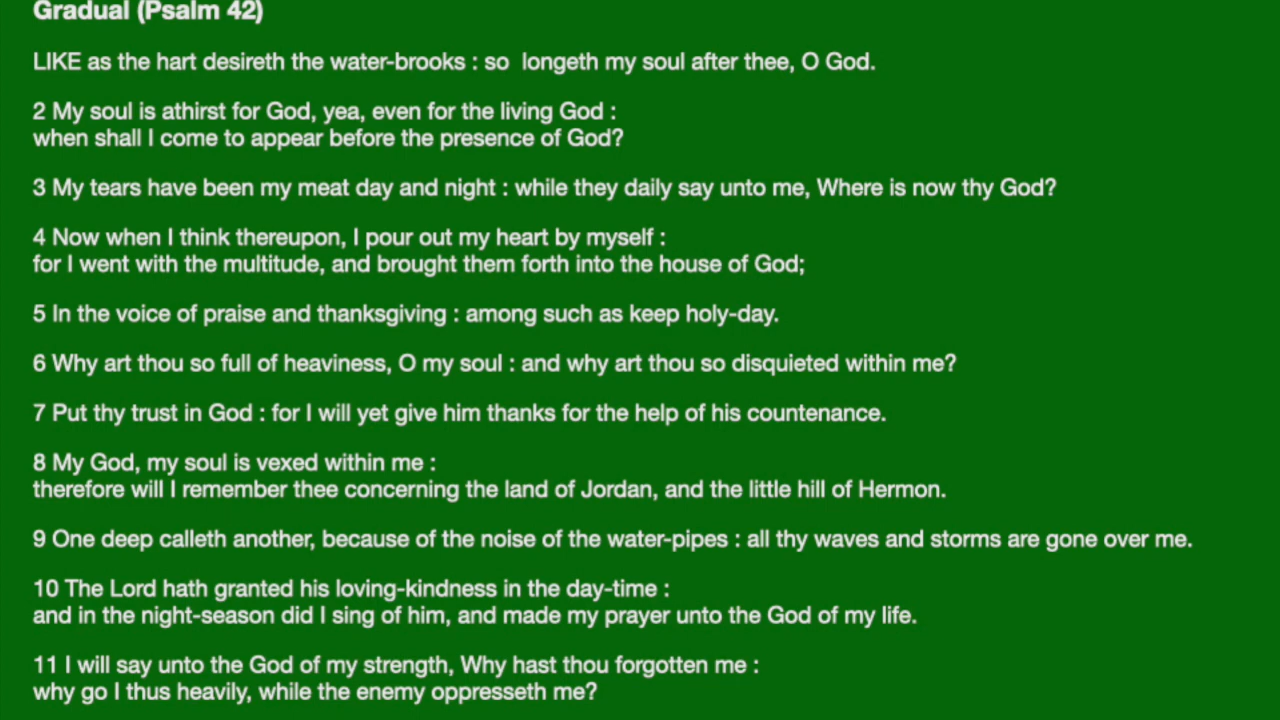 Gradual (Psalm 42)
LIKE as the hart desireth the water-brooks : so longeth my soul after thee, O God.
2 My soul is athirst for God, yea, even for the living God :
when shall I come to appear before the presence of God?
3 My tears have been my meat day and night : while they daily say unto me, Where is now thy God?
4 Now when I think thereupon, I pour out my heart by myself :
for I went with the multitude, and brought them forth into the house of God;
5 In the voice of praise and thanksgiving : among such as keep holy-day.
6 Why art thou so full of heaviness, O my soul : and why art thou so disquieted within me?
7 Put thy trust in God : for I will yet give him thanks for the help of his countenance.
8 My God, my soul is vexed within me :
therefore will I remember thee concerning the land of Jordan, and the little hill of Hermon.
9 One deep calleth another, because of the noise of the water-pipes : all thy waves and storms are gone over me.
10 The Lord hath granted his loving-kindness in the day-time :
and in the night-season did I sing of him, and made my prayer unto the God of my life.
11 I will say unto the God of my strength, Why hast thou forgotten me :
why go I thus heavily, while the enemy oppresseth me?